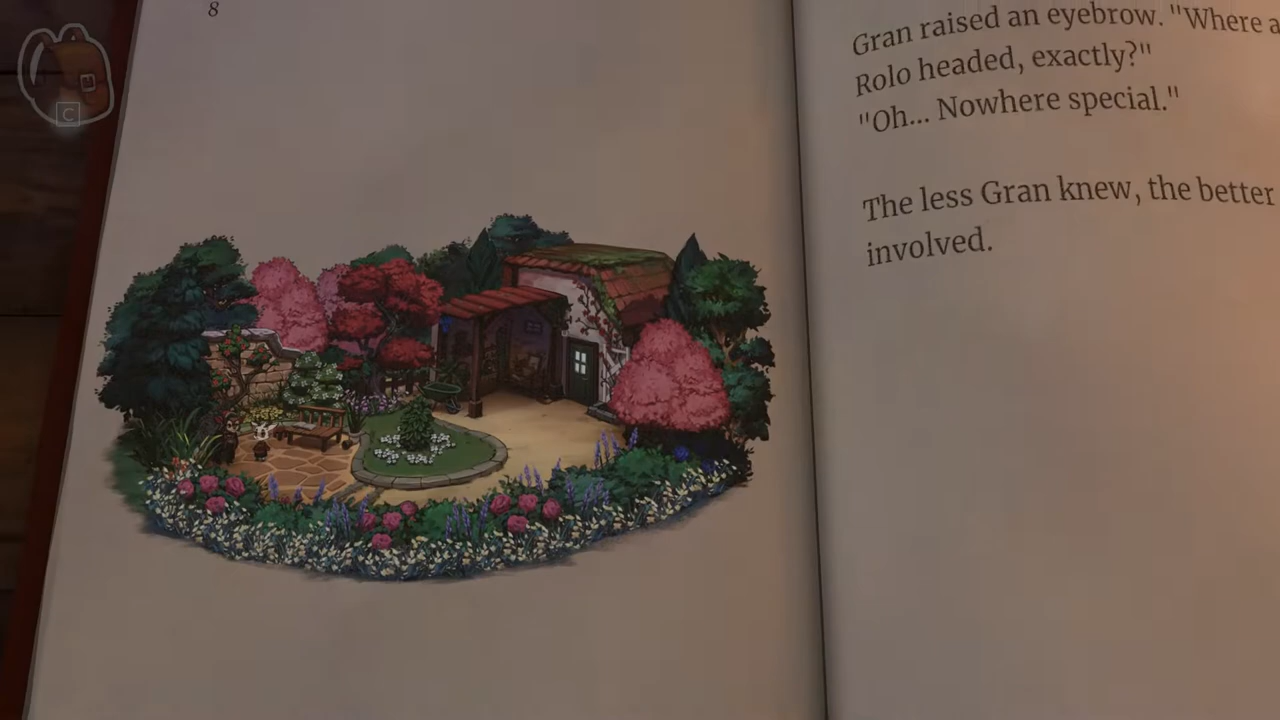 8
Gran raised an eyebrow. "Where a
Rolo headed, exactly?"
"Oh... Nowhere special."
The less Gran knew, the better
involved.
C